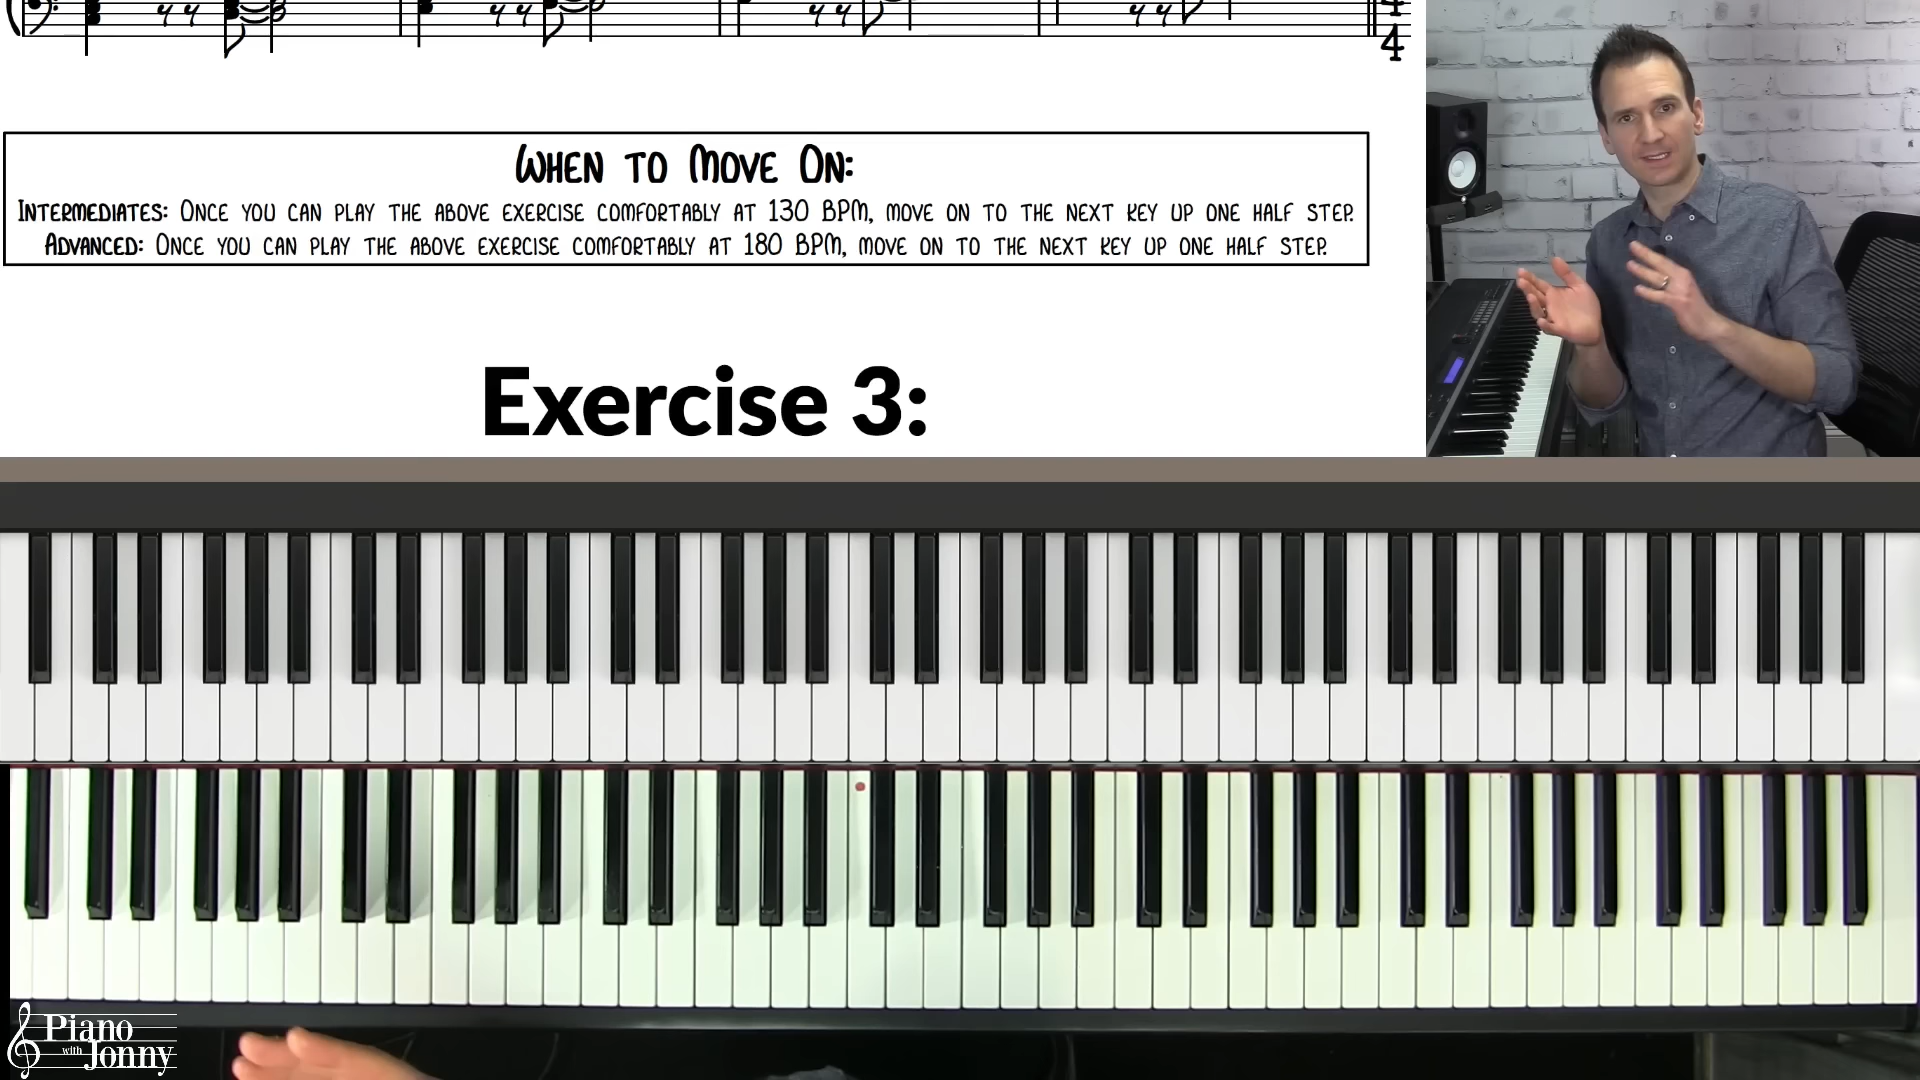 4
4
When to Move On:
Intermediates: Once you can play the above exercise comfortably at 130 BPM, move on to the next key up one half step.
Advanced: Once you can play the above exercise comfortably at 180 BPM, move on to the next key up one half step.
Exercise 3:
Piano
with Jonny